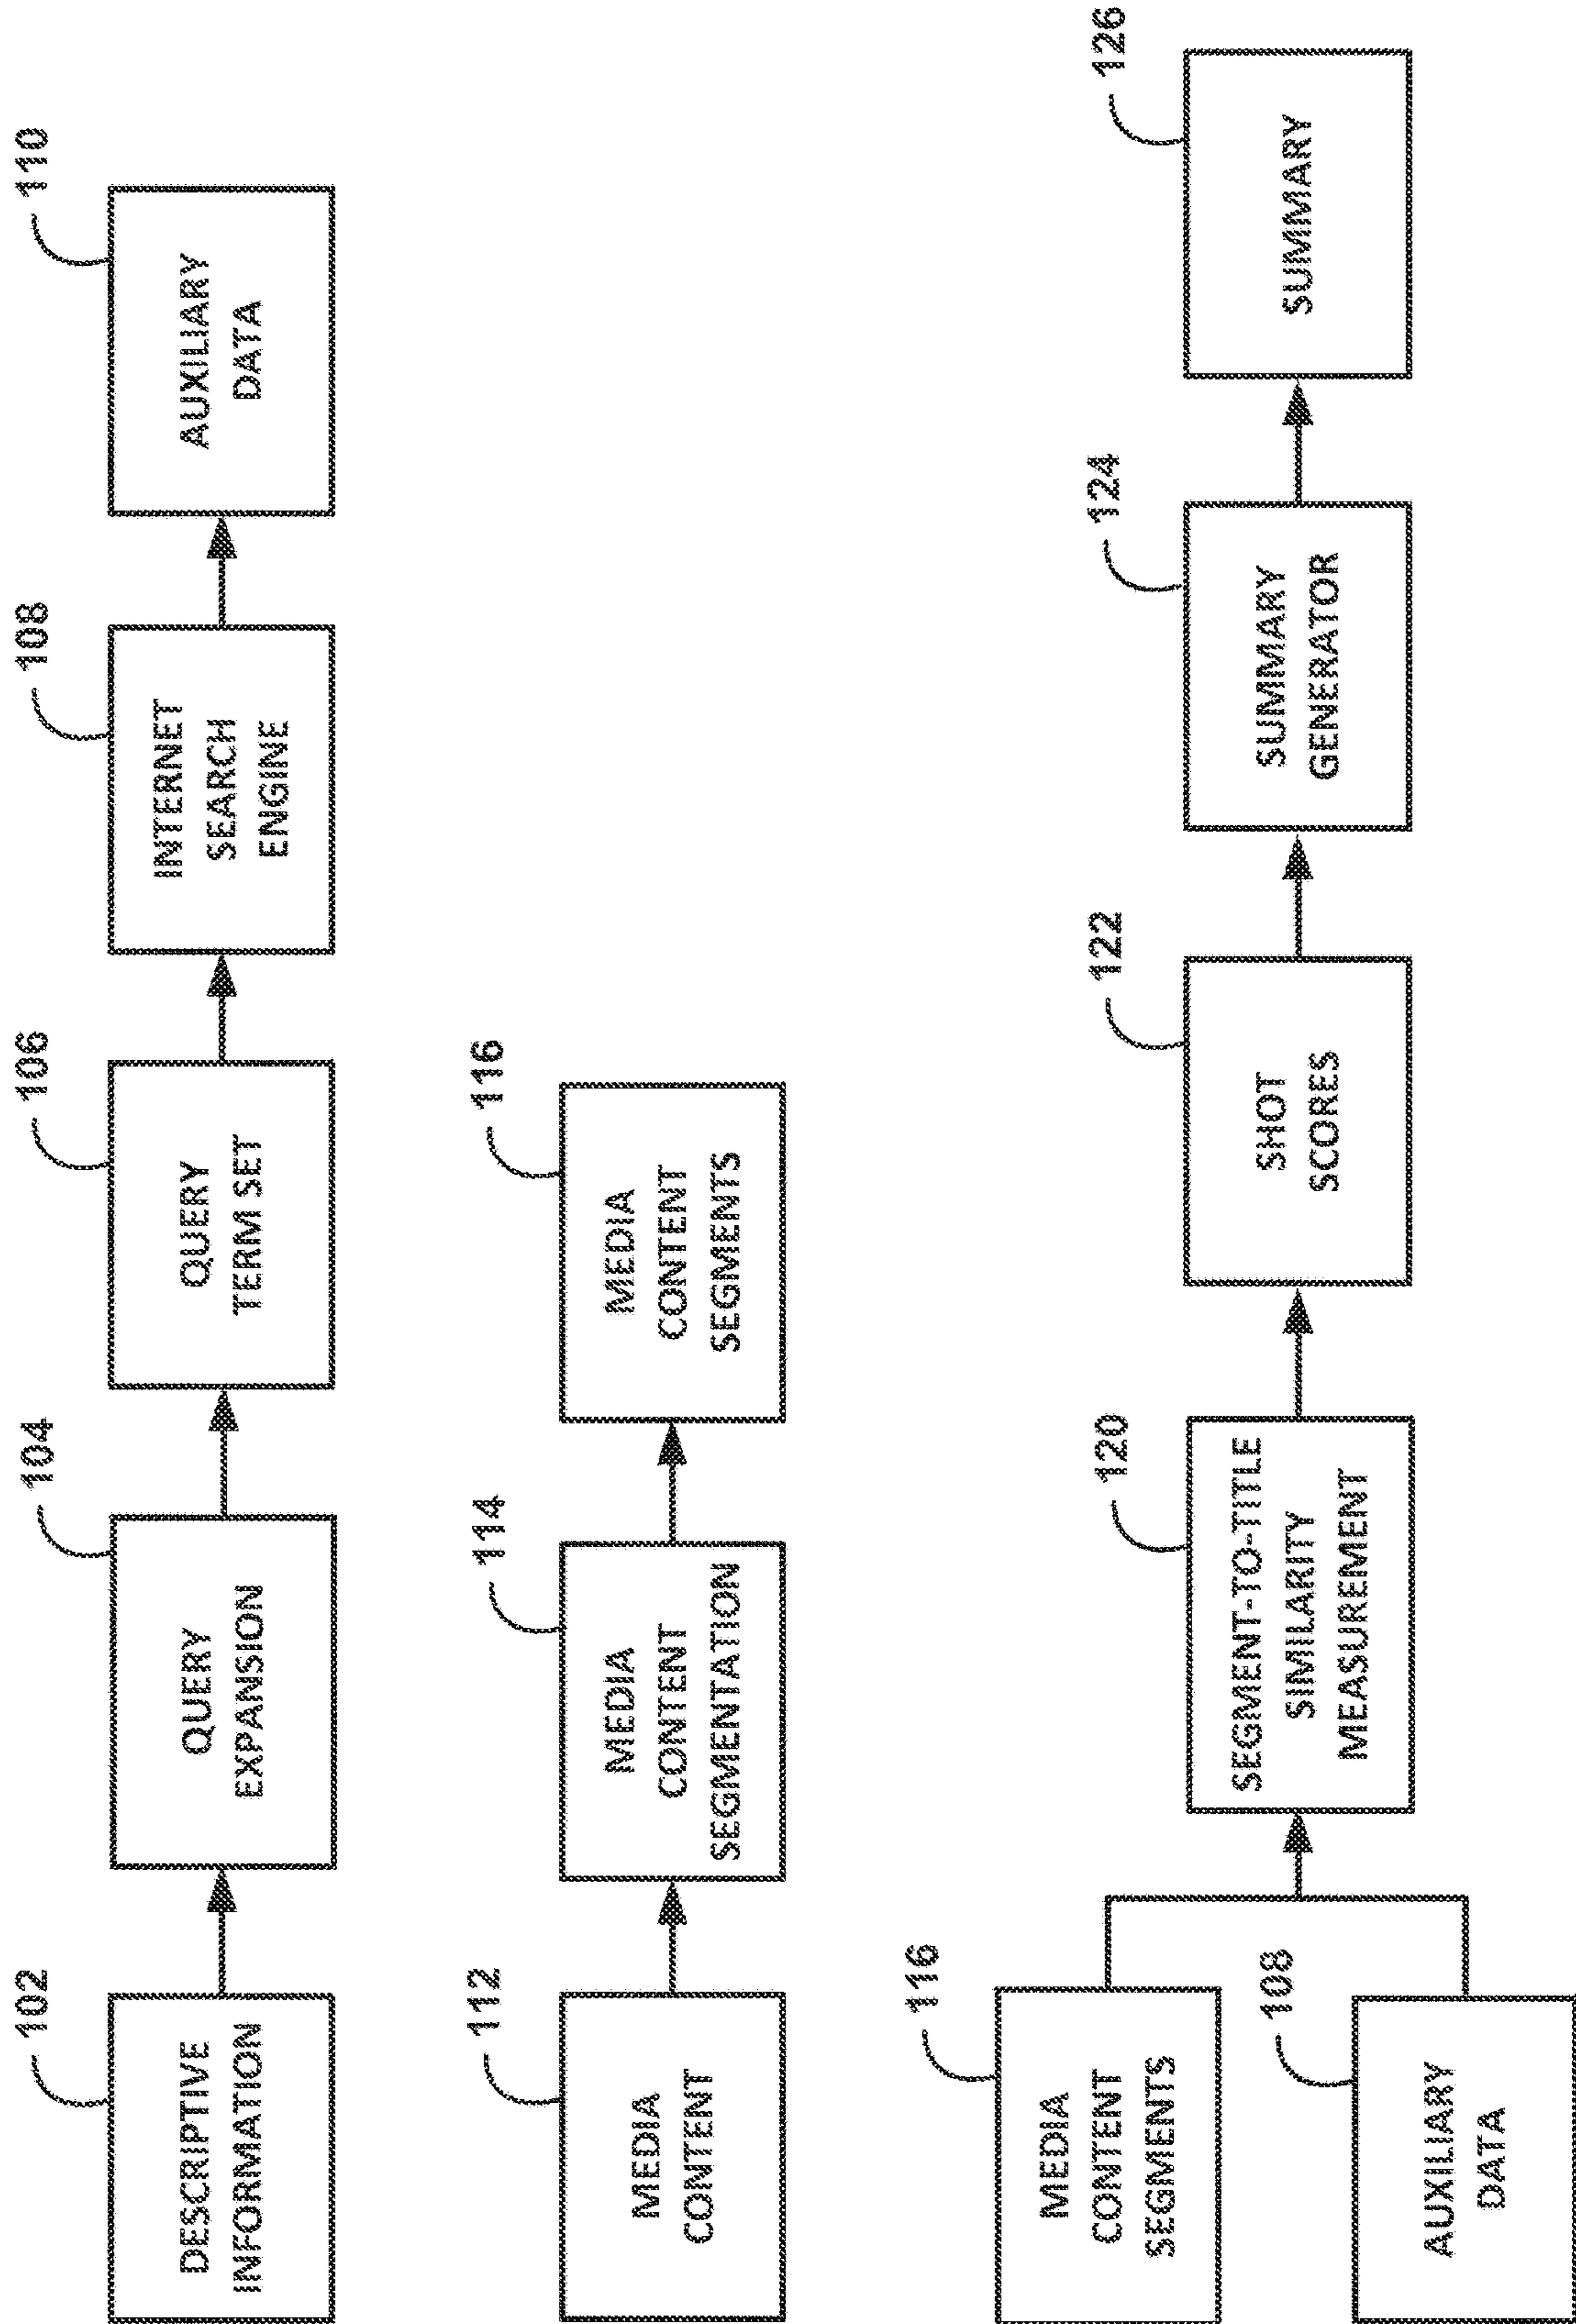 102
DESCRIPTIVE
INFORMATION
104
QUERY
EXPANSION
106
QUERY
TERM SET
108
INTERNET
SEARCH
ENGINE
110
AUXILIARY
DATA
112
MEDIA
CONTENT
114
MEDIA
CONTENT
SEGMENTATION
116
MEDIA
CONTENT
SEGMENTS
116
MEDIA
CONTENT
SEGMENTS
108
AUXILIARY
DATA
120
SEGMENT-TO-TITLE
SIMILARITY
MEASUREMENT
122
SHOT
SCORES
124
SUMMARY
GENERATOR
126
SUMMARY